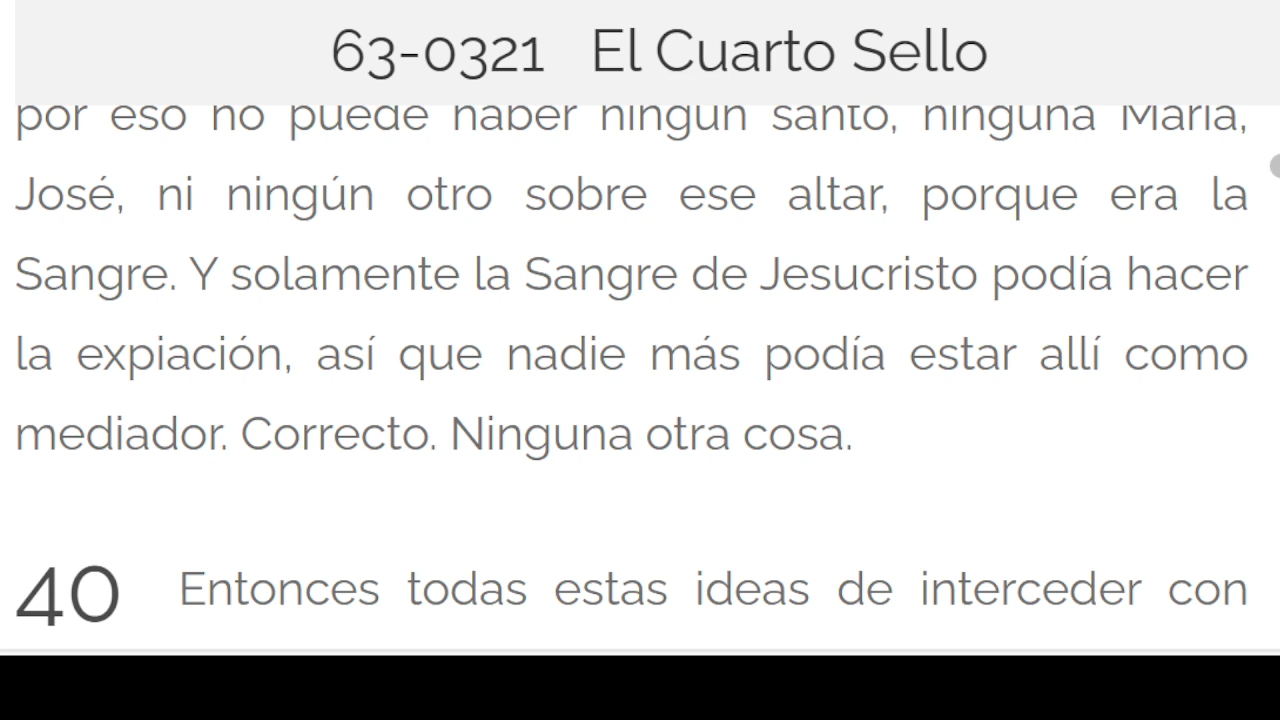 63-0321 El Cuarto Sello
por eso no puede haber ningún santo, ninguna María,
José, ni ningún otro sobre ese altar, porque era la
Sangre. Y solamente la Sangre de Jesucristo podía hacer
la expiación, así que nadie más podía estar allí como
mediador. Correcto. Ninguna otra cosa.
40 Entonces todas estas ideas de interceder con